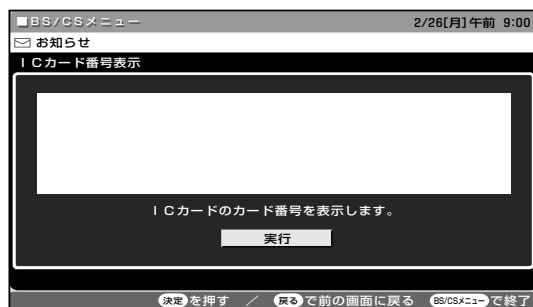 ■BS/CSメニュー 2/26[月]午前 9:00
お知らせ
ICカード番号表示
ICカードのカード番号を表示します。
実行
決定を押す / 戻るで前の画面に戻る BS/CSメニューで終了